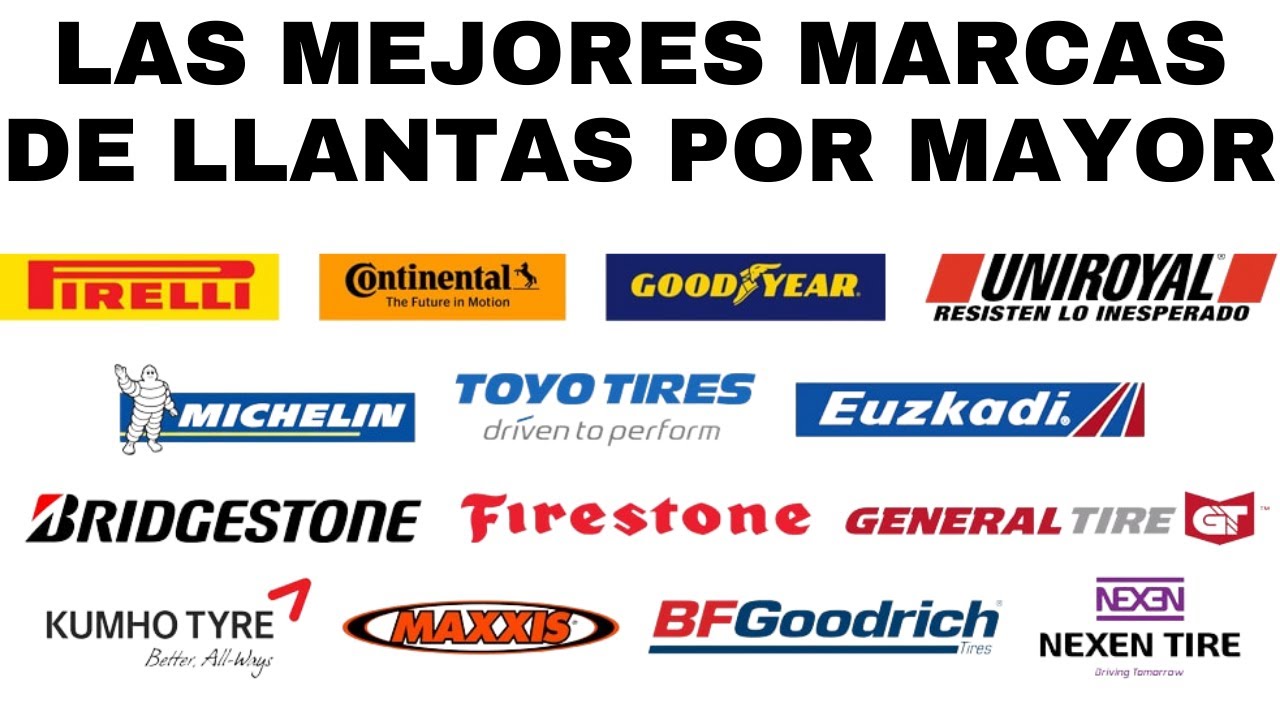 LAS MEJORES MARCAS
DE LLANTAS POR MAYOR
PIRELLI
Continental
The Future in Motion
GOODYEAR
UNIROYAL®
RESISTEN LO INESPERADO
MICHELIN
TOYO TIRES
driven to perform
Euzkadi®
BRIDGESTONE
Firestone
GENERAL TIRE GT™
KUMHO TYRE
Better, All-Ways
MAXXIS®
BFGoodrich®
Tires
NEXEN
NEXEN TIRE
Driving Tomorrow